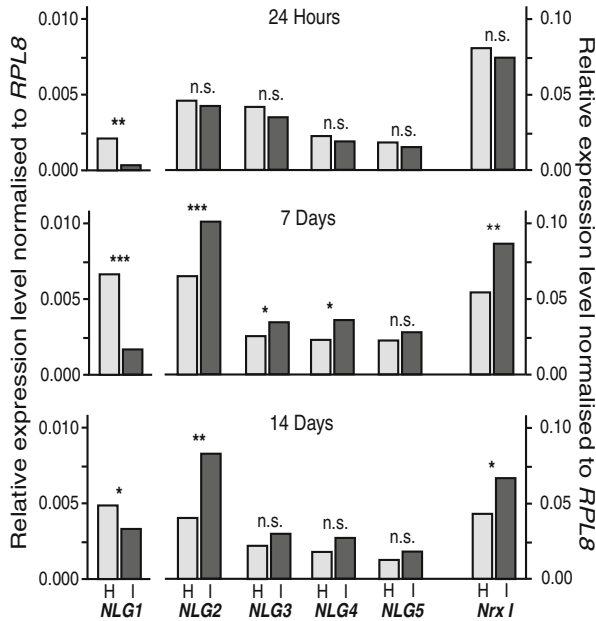 Relative expression level normalised to RPL8
Relative expression level normalised to RPL8
24 Hours
0.010
0.005
0.000
0.10
0.05
0.00
**
n.s.
n.s.
n.s.
n.s.
n.s.
7 Days
0.010
0.005
0.000
0.10
0.05
0.00
***
***
*
*
n.s.
**
14 Days
0.010
0.005
0.000
0.10
0.05
0.00
*
**
n.s.
n.s.
n.s.
*
H I H I H I H I H I H I
NLG1 NLG2 NLG3 NLG4 NLG5 Nrx I